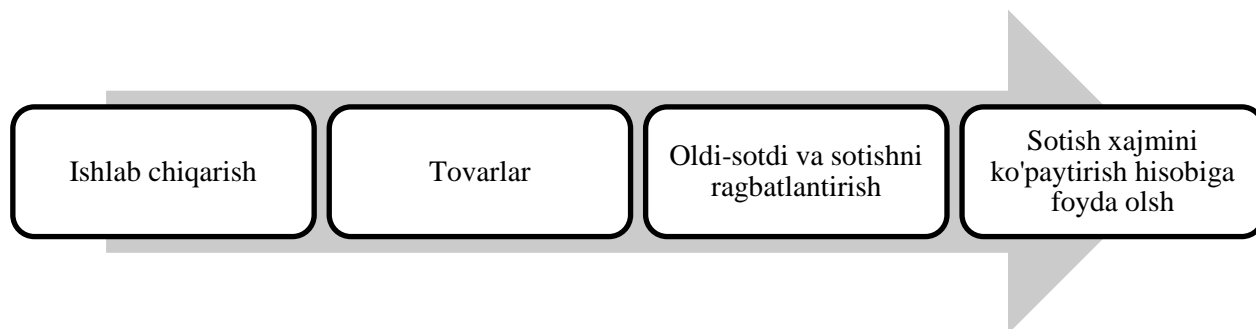 Ishlab chiqarish
Tovarlar
Oldi-sotdi va sotishni
ragbatlantirish
Sotish xajmini
ko'paytirish hisobiga
foyda olsh